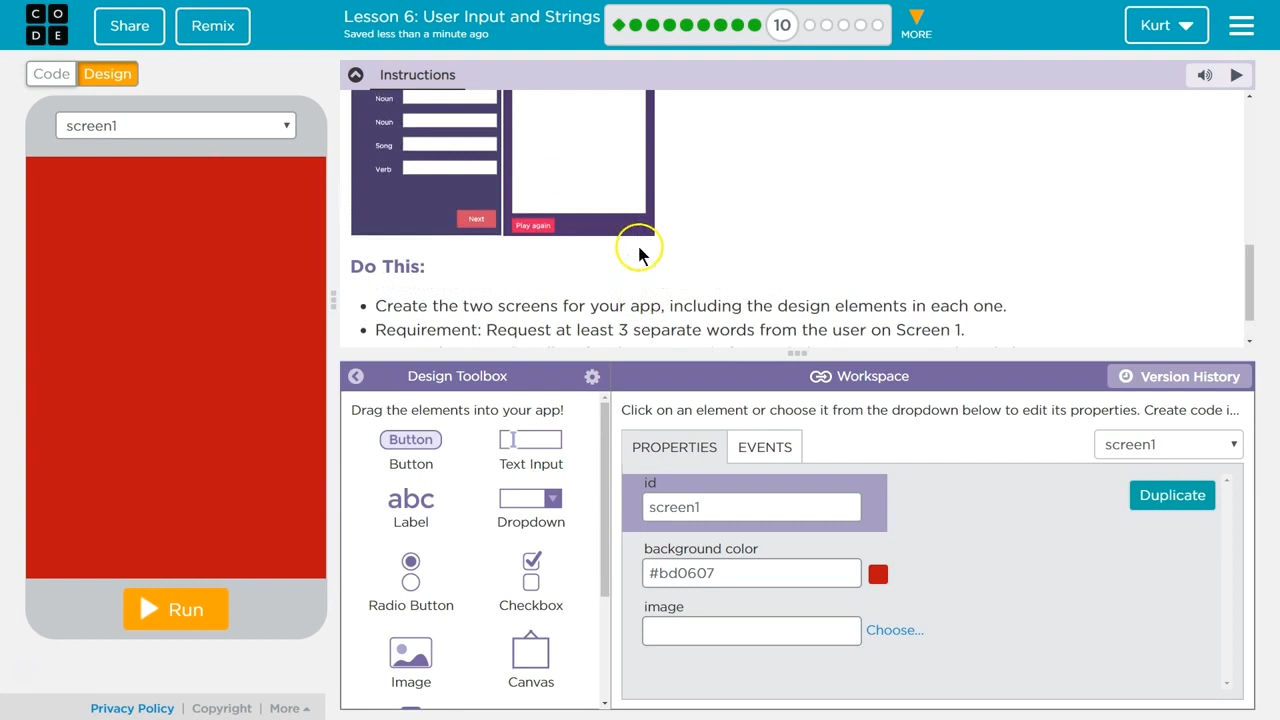 C O
D E
Share
Remix
Lesson 6: User Input and Strings
Saved less than a minute ago
10
MORE
Kurt
Code
Design
Instructions
screen1
Noun
Noun
Song
Verb
Next
Play again
Do This:
• Create the two screens for your app, including the design elements in each one.
• Requirement: Request at least 3 separate words from the user on Screen 1.
Design Toolbox
Workspace
Version History
Drag the elements into your app!
Click on an element or choose it from the dropdown below to edit its properties. Create code i...
Button
Button
Text Input
abc
Label
Dropdown
Radio Button
Checkbox
Image
Canvas
PROPERTIES
EVENTS
screen1
id
screen1
Duplicate
background color
#bd0607
image
Choose...
Run
Privacy Policy | Copyright | More